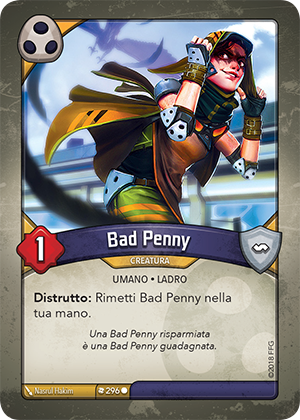 Bad Penny
1
CREATURA
UMANO • LADRO
Distrutto: Rimetti Bad Penny nella
tua mano.
Una Bad Penny risparmiata
è una Bad Penny guadagnata.
Nasrul Hakim
296
©2018 FFG